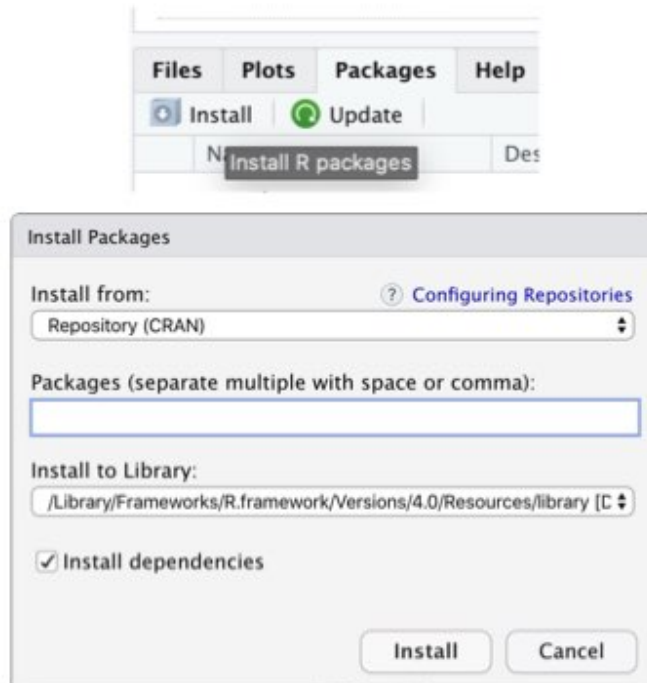 Files Plots Packages Help
Install Update
Install R packages
Des
Install Packages
Install from: ? Configuring Repositories
Repository (CRAN)
Packages (separate multiple with space or comma):
/Library/Frameworks/R.framework/Versions/4.0/Resources/library [D
Install to Library:
Install dependencies
Install Cancel